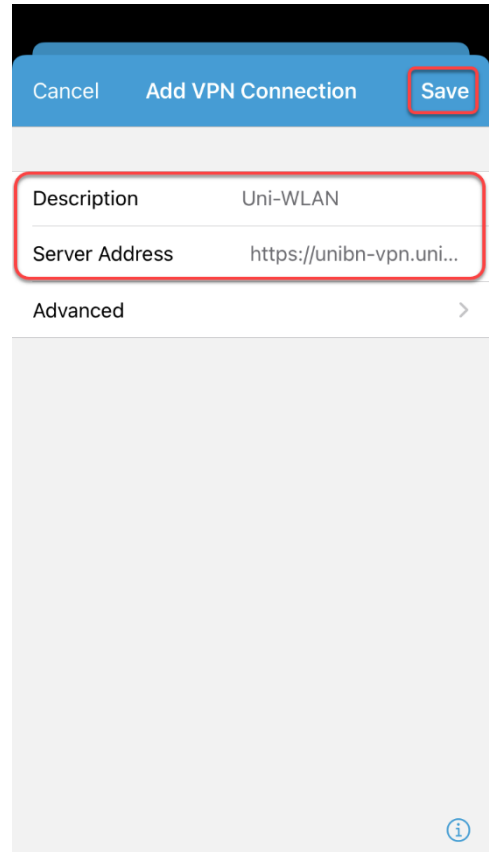 Cancel Add VPN Connection Save
Description Uni-WLAN
Server Address https://unibn-vpn.uni...
Advanced